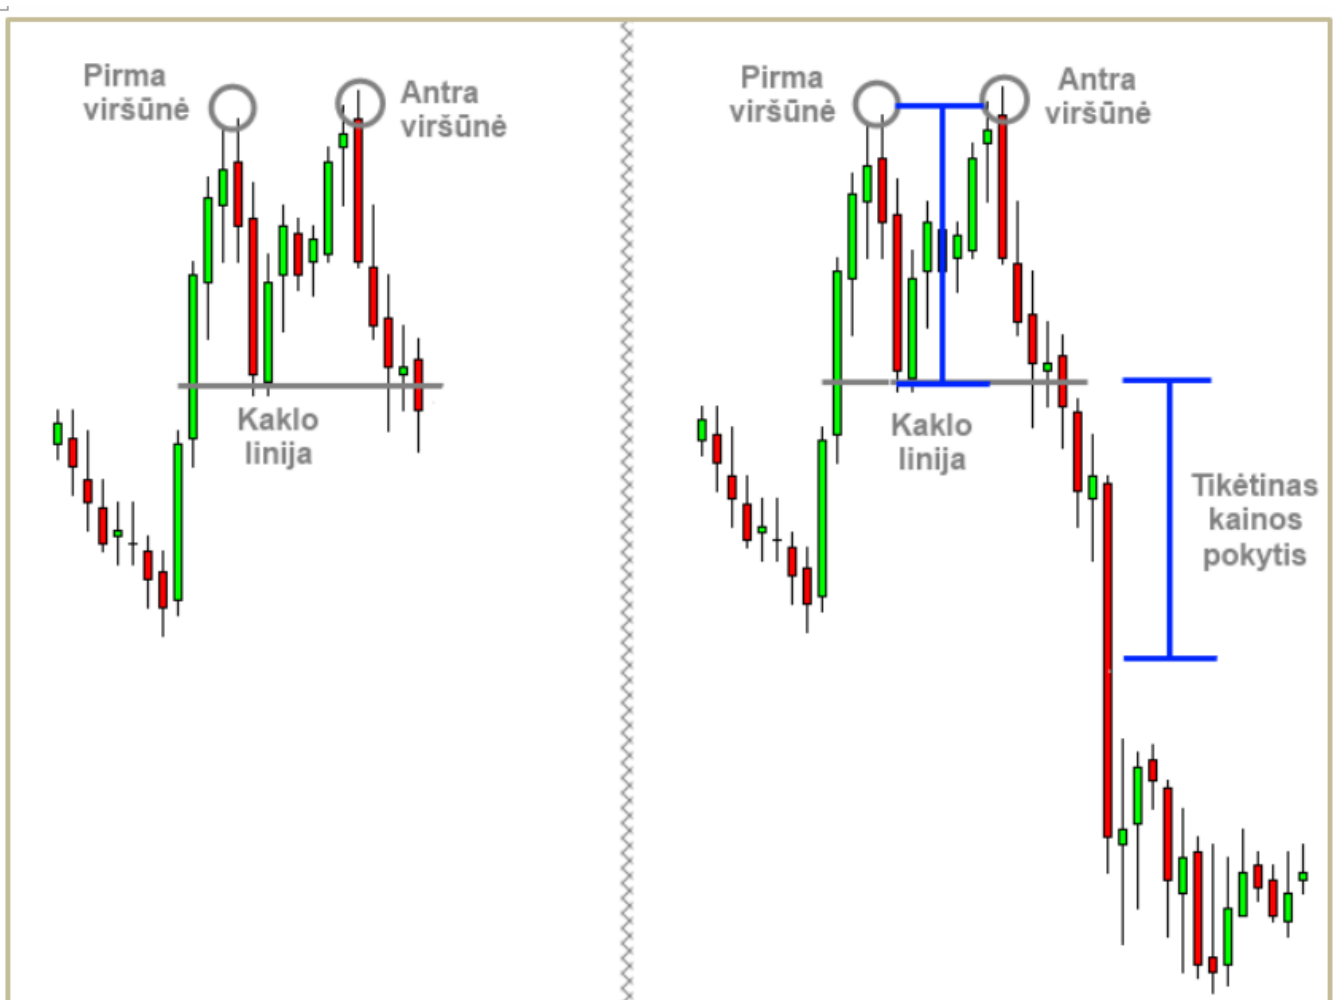 Pirma
viršūnė
Antra
viršūnė
Kaklo
linija
Pirma
viršūnė
Antra
viršūnė
Kaklo
linija
Tikėtinas
kainos
pokytis